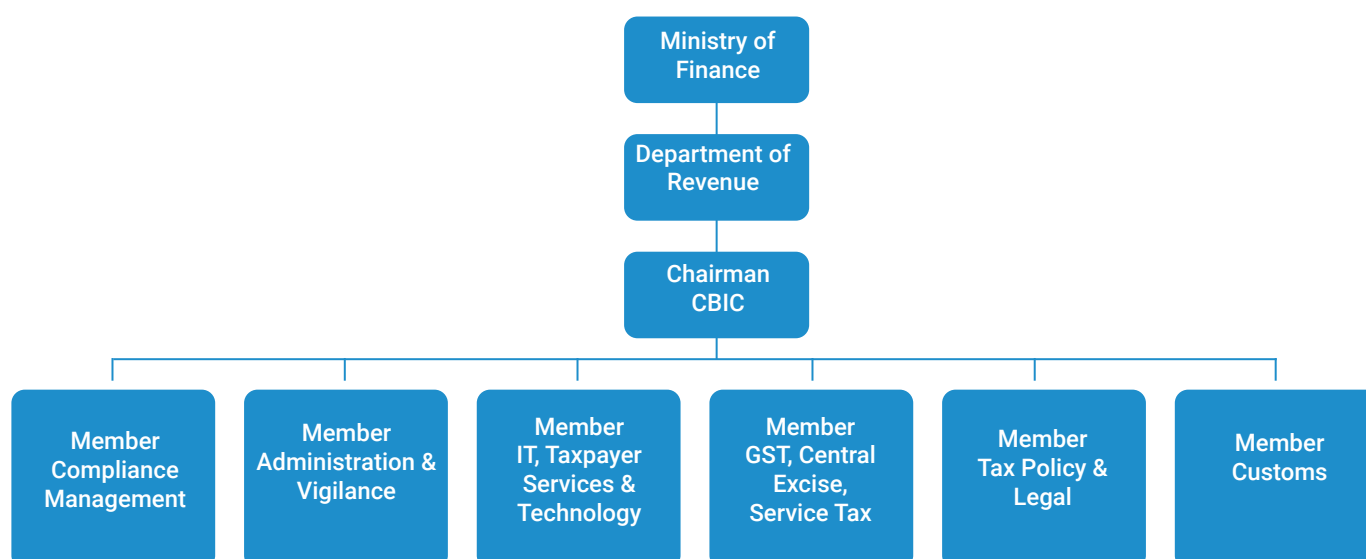 Ministry of
Finance
Department of
Revenue
Chairman
CBIC
Member
Compliance
Management
Member
Administration &
Vigilance
Member
IT, Taxpayer
Services &
Technology
Member
GST, Central
Excise,
Service Tax
Member
Tax Policy &
Legal
Member
Customs